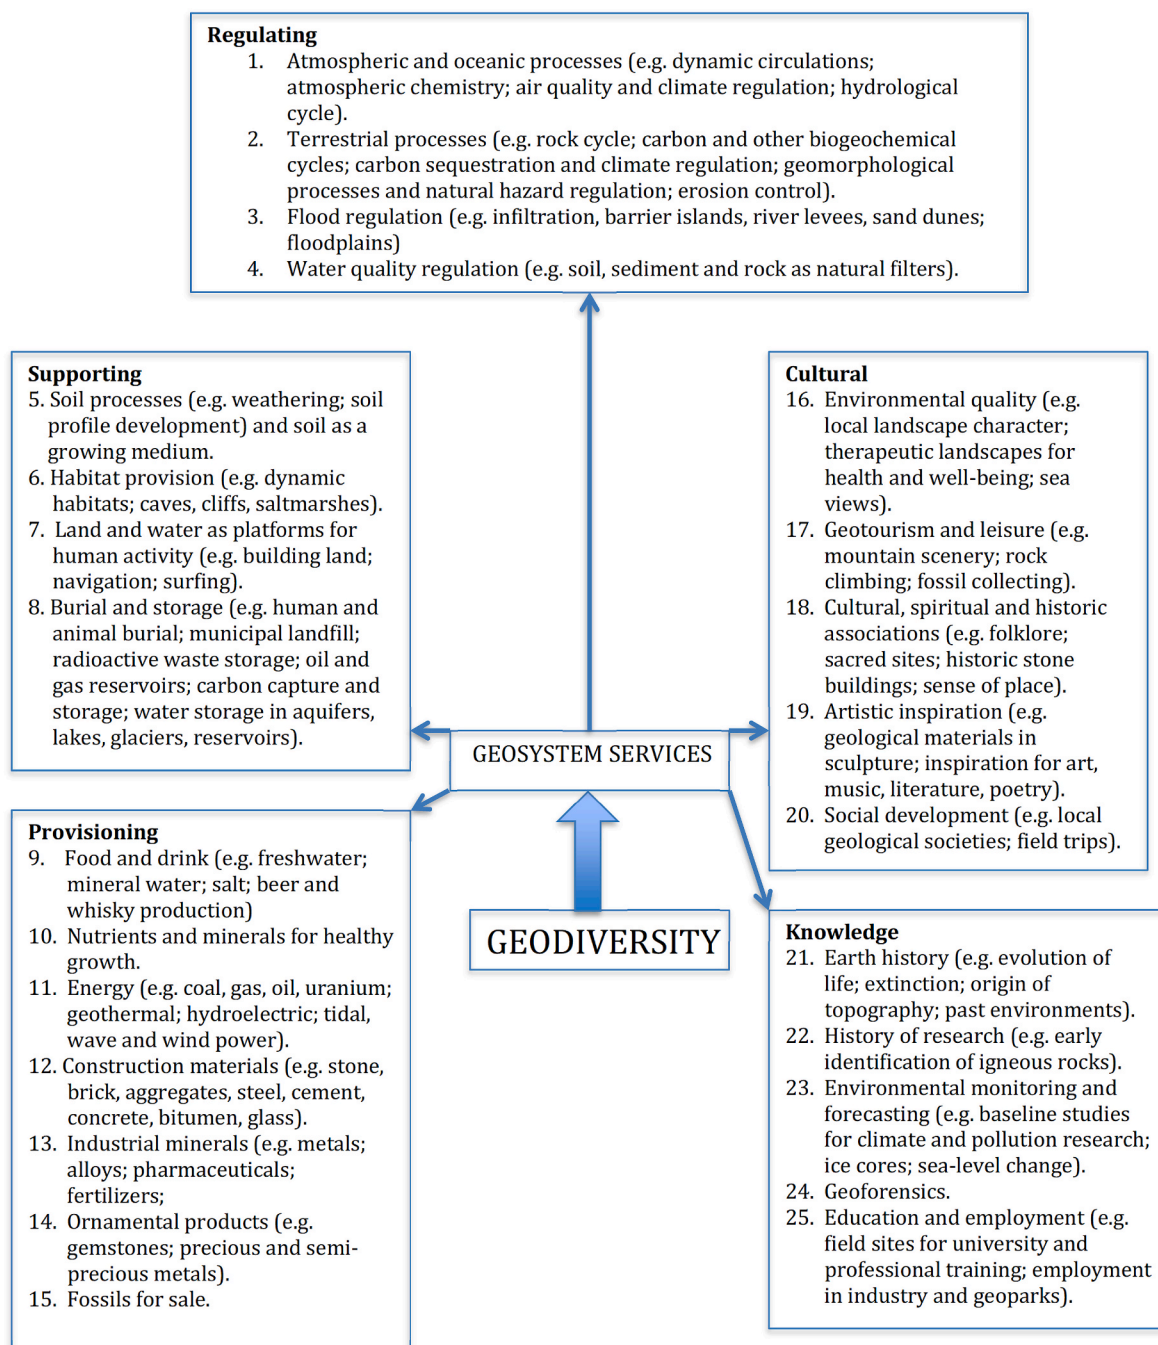 Regulating
1. Atmospheric and oceanic processes (e.g. dynamic circulations;
atmospheric chemistry; air quality and climate regulation; hydrological
cycle).
2. Terrestrial processes (e.g. rock cycle; carbon and other biogeochemical
cycles; carbon sequestration and climate regulation; geomorphological
processes and natural hazard regulation; erosion control).
3. Flood regulation (e.g. infiltration, barrier islands, river levees, sand dunes;
floodplains)
4. Water quality regulation (e.g. soil, sediment and rock as natural filters).
Supporting
5. Soil processes (e.g. weathering; soil
profile development) and soil as a
growing medium.
6. Habitat provision (e.g. dynamic
habitats; caves, cliffs, saltmarshes).
7. Land and water as platforms for
human activity (e.g. building land;
navigation; surfing).
8. Burial and storage (e.g. human and
animal burial; municipal landfill;
radioactive waste storage; oil and
gas reservoirs; carbon capture and
storage; water storage in aquifers,
lakes, glaciers, reservoirs).
Cultural
16. Environmental quality (e.g.
local landscape character;
therapeutic landscapes for
health and well-being; sea
views).
17. Geotourism and leisure (e.g.
mountain scenery; rock
climbing; fossil collecting).
18. Cultural, spiritual and historic
associations (e.g. folklore;
sacred sites; historic stone
buildings; sense of place).
19. Artistic inspiration (e.g.
geological materials in
sculpture; inspiration for art,
music, literature, poetry).
20. Social development (e.g. local
geological societies; field trips).
GEOSYSTEM SERVICES
GEODIVERSITY
Provisioning
9. Food and drink (e.g. freshwater;
mineral water; salt; beer and
whisky production)
10. Nutrients and minerals for healthy
growth.
11. Energy (e.g. coal, gas, oil, uranium;
geothermal; hydroelectric; tidal,
wave and wind power).
12. Construction materials (e.g. stone,
brick, aggregates, steel, cement,
concrete, bitumen, glass).
13. Industrial minerals (e.g. metals;
alloys; pharmaceuticals;
fertilizers;
14. Ornamental products (e.g.
gemstones; precious and semi-
precious metals).
15. Fossils for sale.
Knowledge
21. Earth history (e.g. evolution of
life; extinction; origin of
topography; past environments).
22. History of research (e.g. early
identification of igneous rocks).
23. Environmental monitoring and
forecasting (e.g. baseline studies
for climate and pollution research;
ice cores; sea-level change).
24. Geoforensics.
25. Education and employment (e.g.
field sites for university and
professional training; employment
in industry and geoparks).